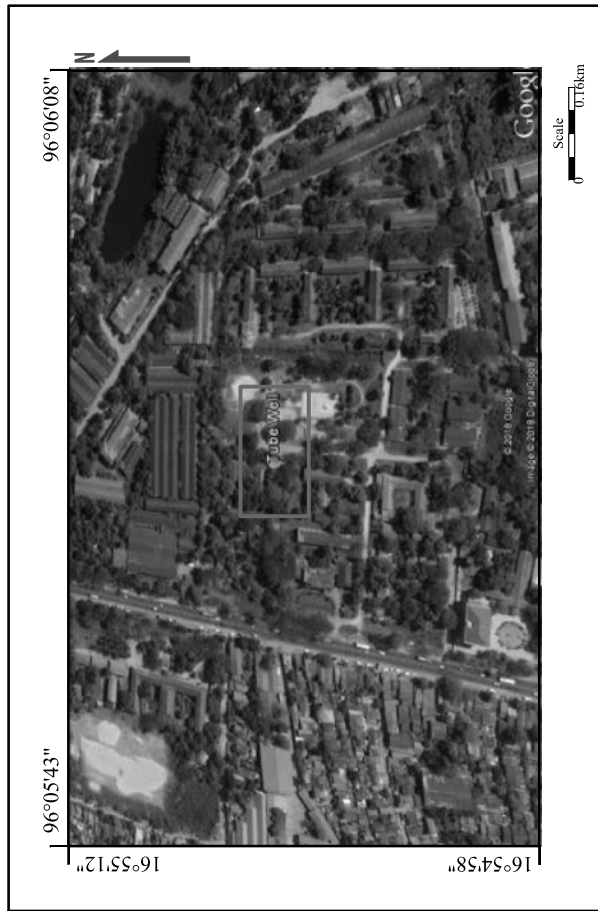 N
96°05'43"
96°06'08"
16°55'12"
16°54'58"
Tube Well
© 2018 Google
Image © 2018 DigitalGlobe
Google
Scale
0
0.16km